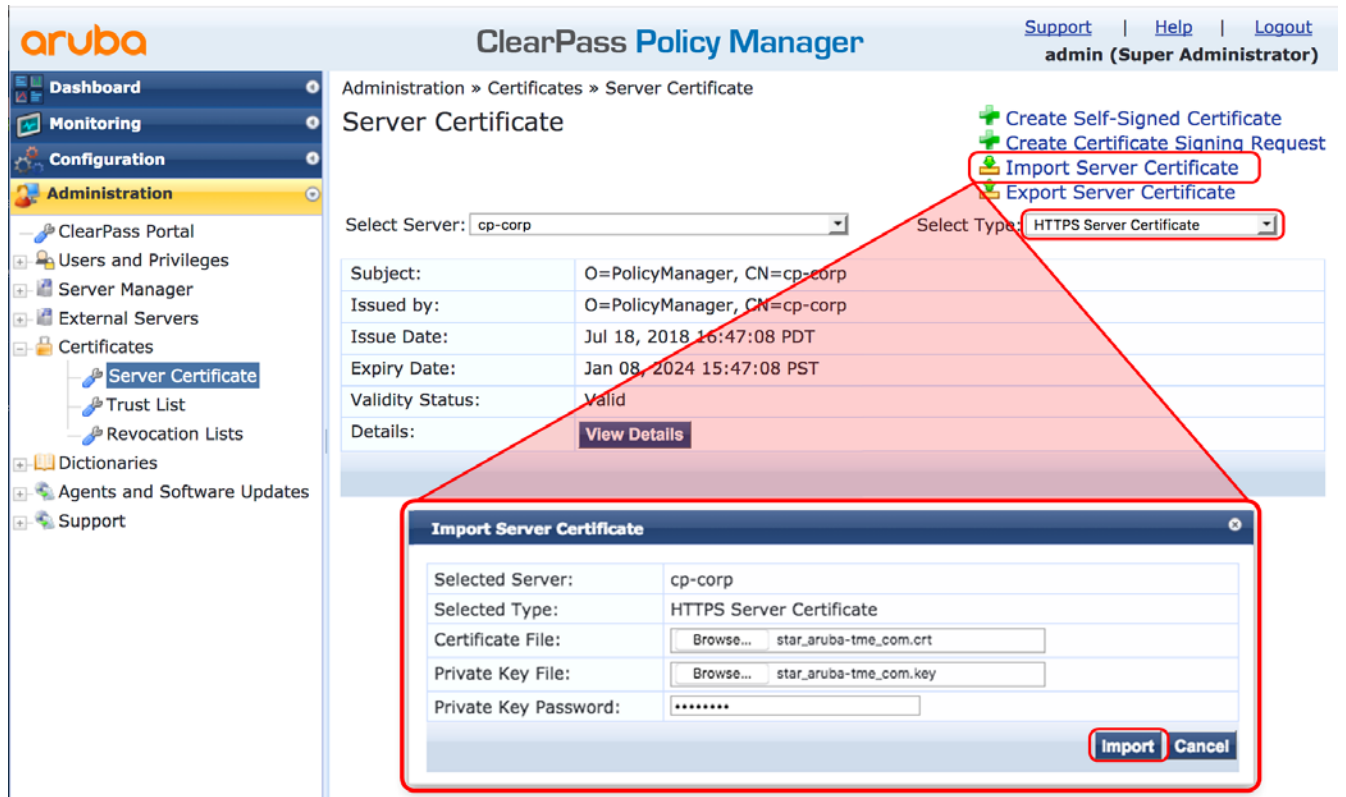 aruba
ClearPass Policy Manager
Support | Help | Logout
admin (Super Administrator)
Dashboard
Monitoring
Configuration
Administration
ClearPass Portal
Users and Privileges
Server Manager
External Servers
Certificates
Server Certificate
Trust List
Revocation Lists
Dictionaries
Agents and Software Updates
Support
Administration » Certificates » Server Certificate
Server Certificate
Create Self-Signed Certificate
Create Certificate Signing Request
Import Server Certificate
Export Server Certificate
Select Server: cp-corp
Select Type: HTTPS Server Certificate
Subject: O=PolicyManager, CN=cp-corp
Issued by: O=PolicyManager, CN=cp-corp
Issue Date: Jul 18, 2018 16:47:08 PDT
Expiry Date: Jan 08, 2024 15:47:08 PST
Validity Status: Valid
Details: View Details
Import Server Certificate
Selected Server: cp-corp
Selected Type: HTTPS Server Certificate
Certificate File: Browse... star_aruba-tme_com.crt
Private Key File: Browse... star_aruba-tme_com.key
Private Key Password: ••••••••
Import Cancel